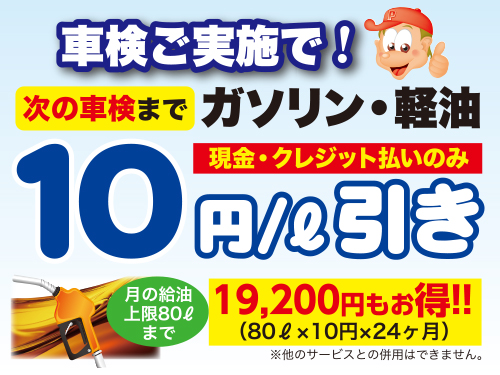 車検ご実施で!
次の車検まで ガソリン・軽油
現金・クレジット払いのみ
10円/ℓ引き
月の給油
上限80ℓ
まで
19,200円もお得!!
(80ℓ×10円×24ヶ月)
※他のサービスとの併用はできません。
P